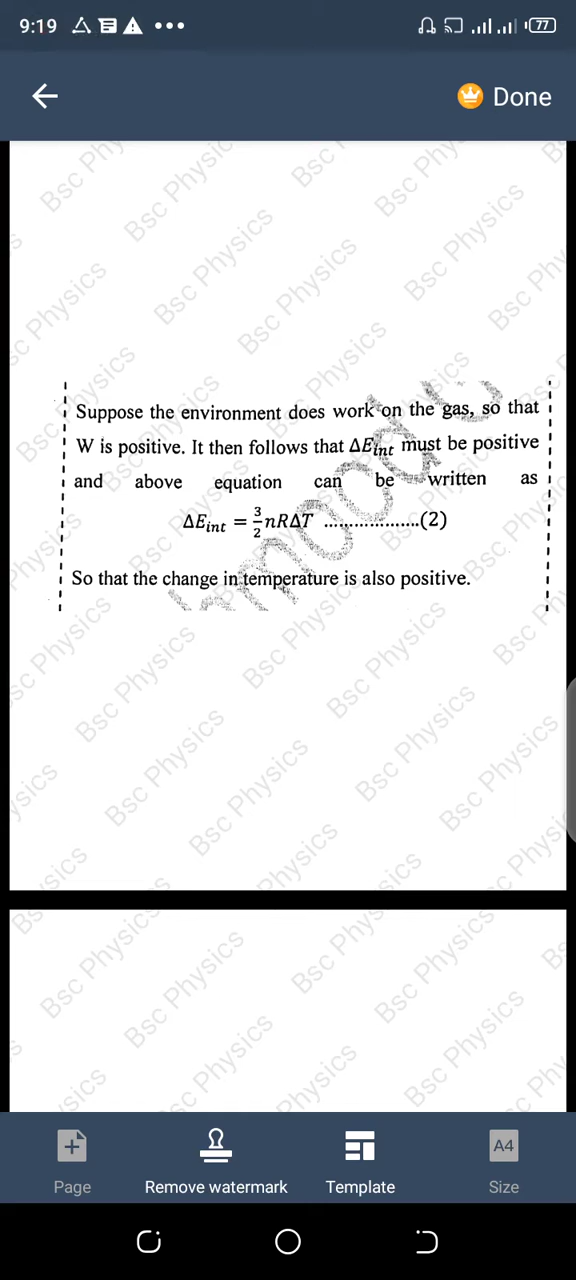 9:19 77
Done
Suppose the environment does work on the gas, so that
W is positive. It then follows that ΔE_int must be positive
and above equation can be written as
ΔE_int = 3/2 nRΔT ...................(2)
So that the change in temperature is also positive.
Bsc Physics
Page Remove watermark Template A4 Size